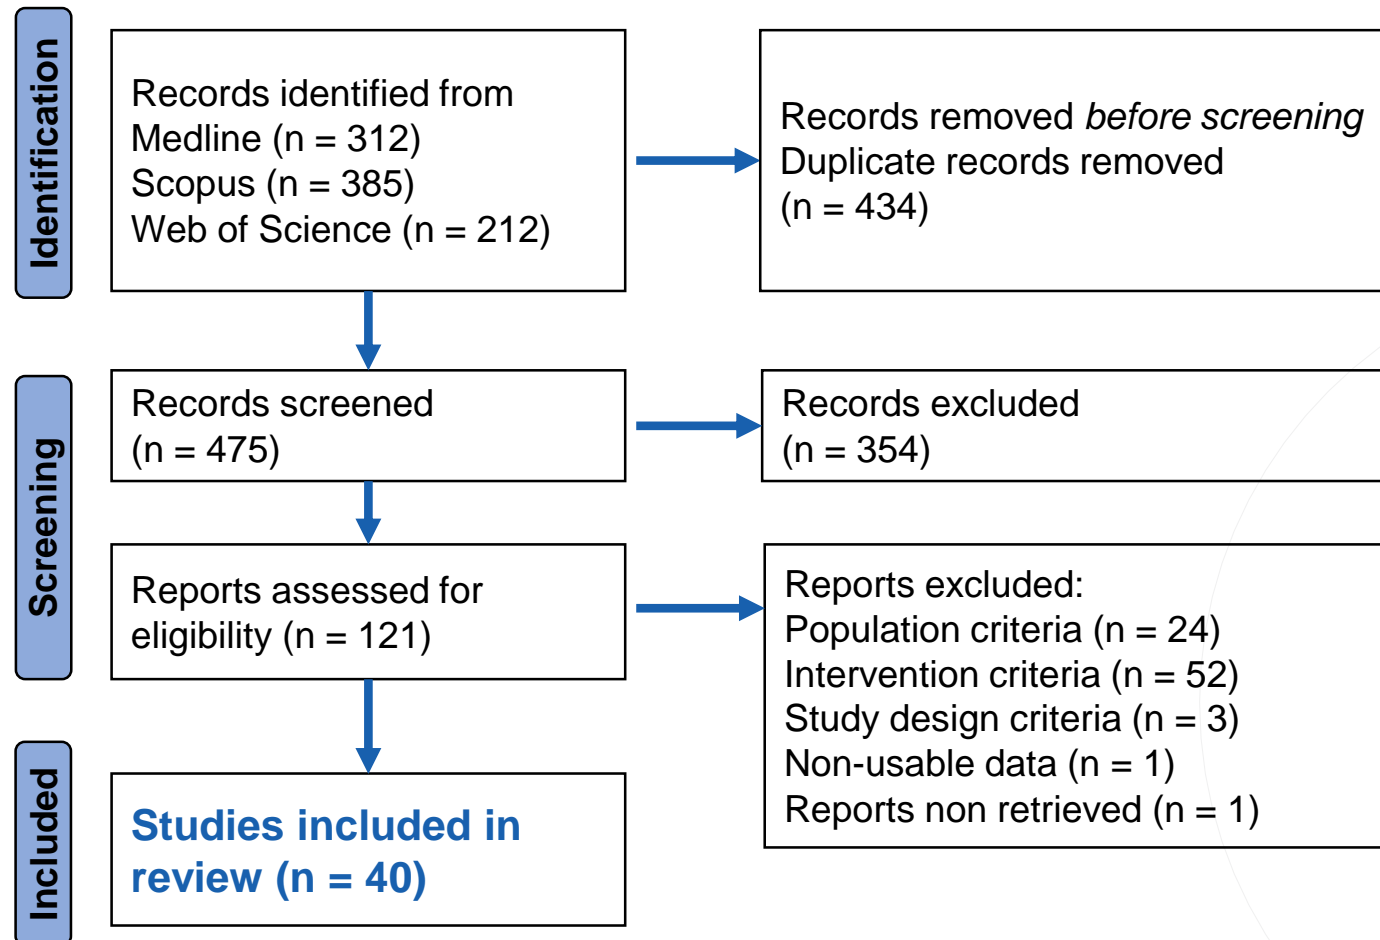 Identification
Records identified from
Medline (n = 312)
Scopus (n = 385)
Web of Science (n = 212)
Records removed before screening
Duplicate records removed
(n = 434)
Screening
Records screened
(n = 475)
Records excluded
(n = 354)
Reports assessed for
eligibility (n = 121)
Reports excluded:
Population criteria (n = 24)
Intervention criteria (n = 52)
Study design criteria (n = 3)
Non-usable data (n = 1)
Reports non retrieved (n = 1)
Included
Studies included in
review (n = 40)